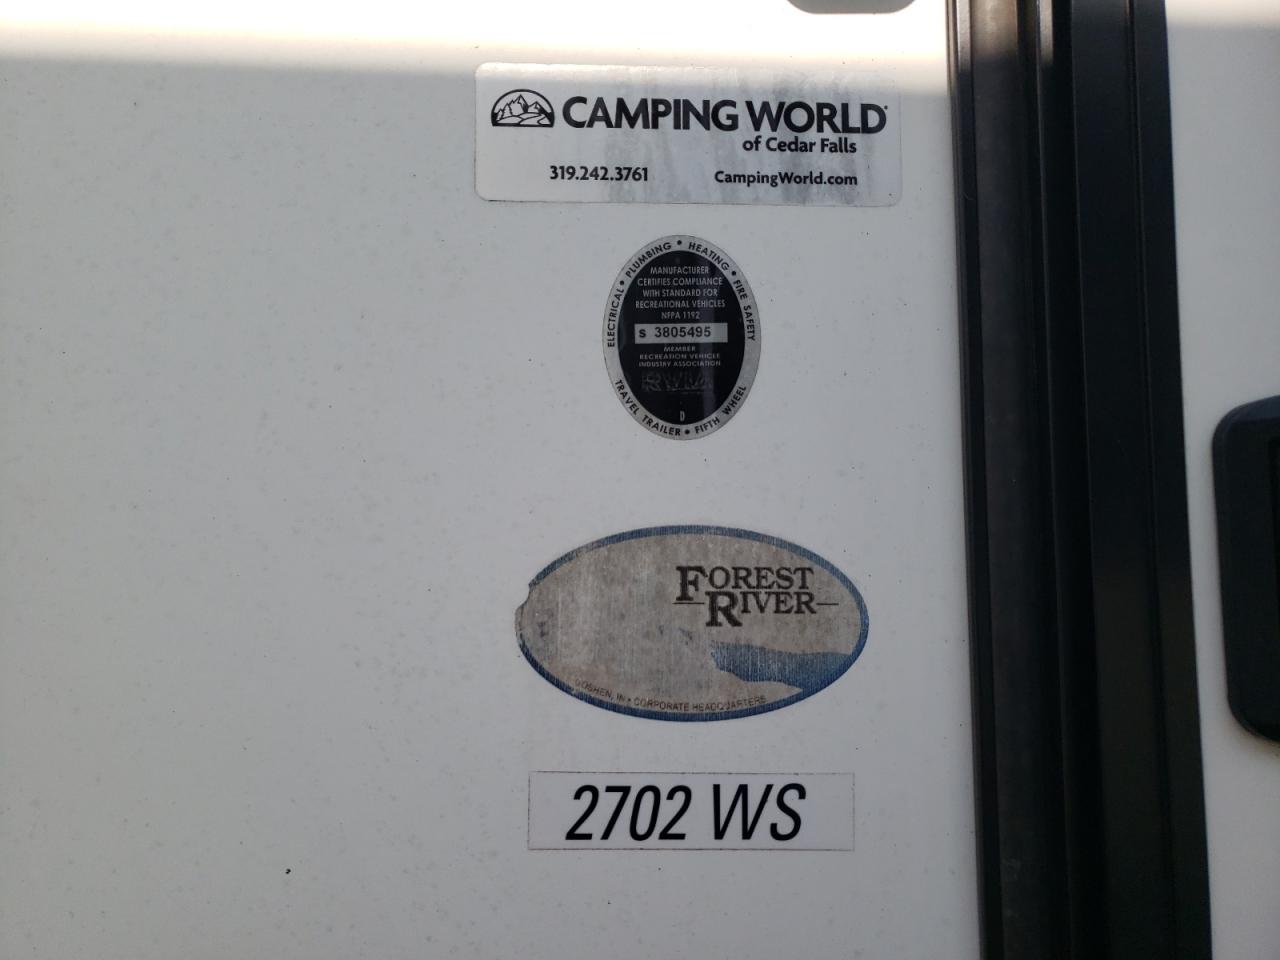 CAMPING WORLD
of Cedar Falls
319.242.3761 CampingWorld.com
ELECTRICAL • PLUMBING • HEATING • FIRE SAFETY
MANUFACTURER
CERTIFIES COMPLIANCE
WITH STANDARD FOR
RECREATIONAL VEHICLES
NFPA 1192
S 3805495
MEMBER
RECREATION VEHICLE
INDUSTRY ASSOCIATION
RVIA
D
TRAVEL TRAILER • FIFTH WHEEL
FOREST
RIVER
GOSHEN, IN • CORPORATE HEADQUARTERS
2702 WS